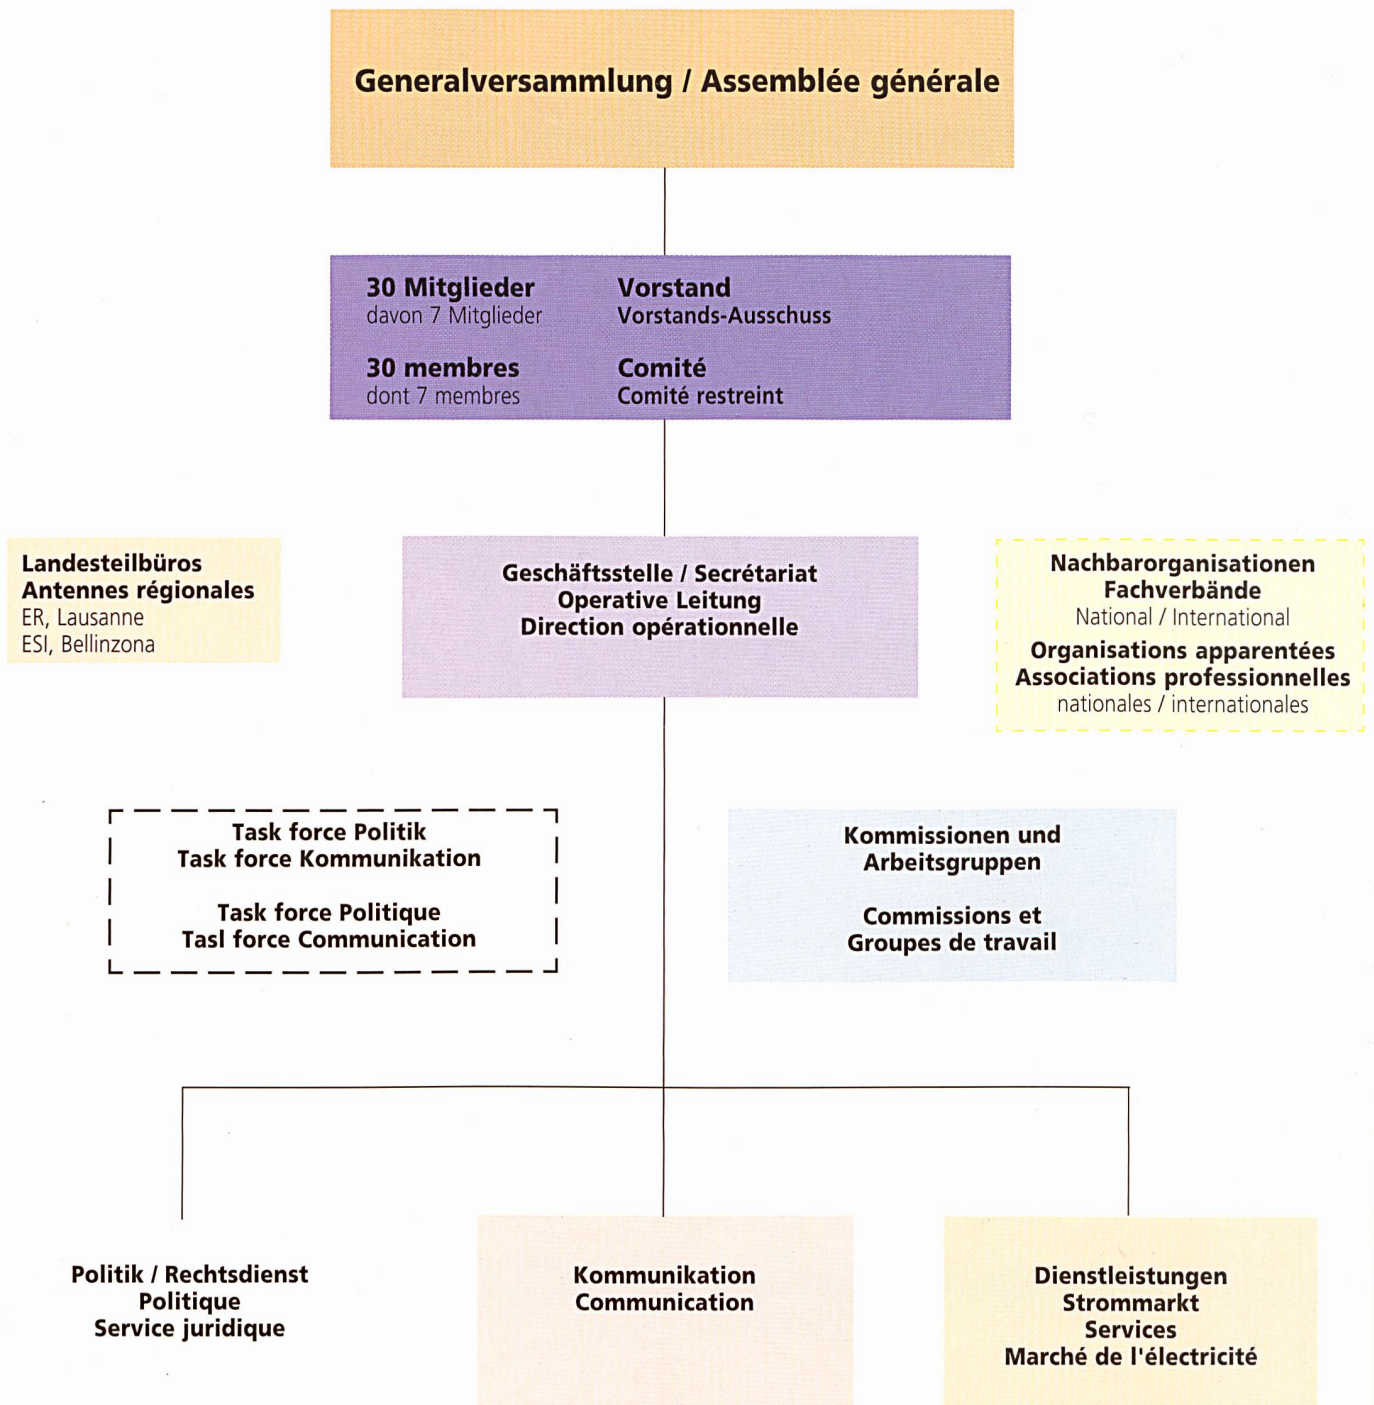 Generalversammlung / Assemblée générale
30 Mitglieder
davon 7 Mitglieder
Vorstand
Vorstands-Ausschuss
30 membres
dont 7 membres
Comité
Comité restreint
Landesteilbüros
Antennes régionales
ER, Lausanne
ESI, Bellinzona
Geschäftsstelle / Secrétariat
Operative Leitung
Direction opérationnelle
Nachbarorganisationen
Fachverbände
National / International
Organisations apparentées
Associations professionnelles
nationales / internationales
Task force Politik
Task force Kommunikation
Task force Politique
Tasl force Communication
Kommissionen und
Arbeitsgruppen
Commissions et
Groupes de travail
Politik / Rechtsdienst
Politique
Service juridique
Kommunikation
Communication
Dienstleistungen
Strommarkt
Services
Marché de l'électricité